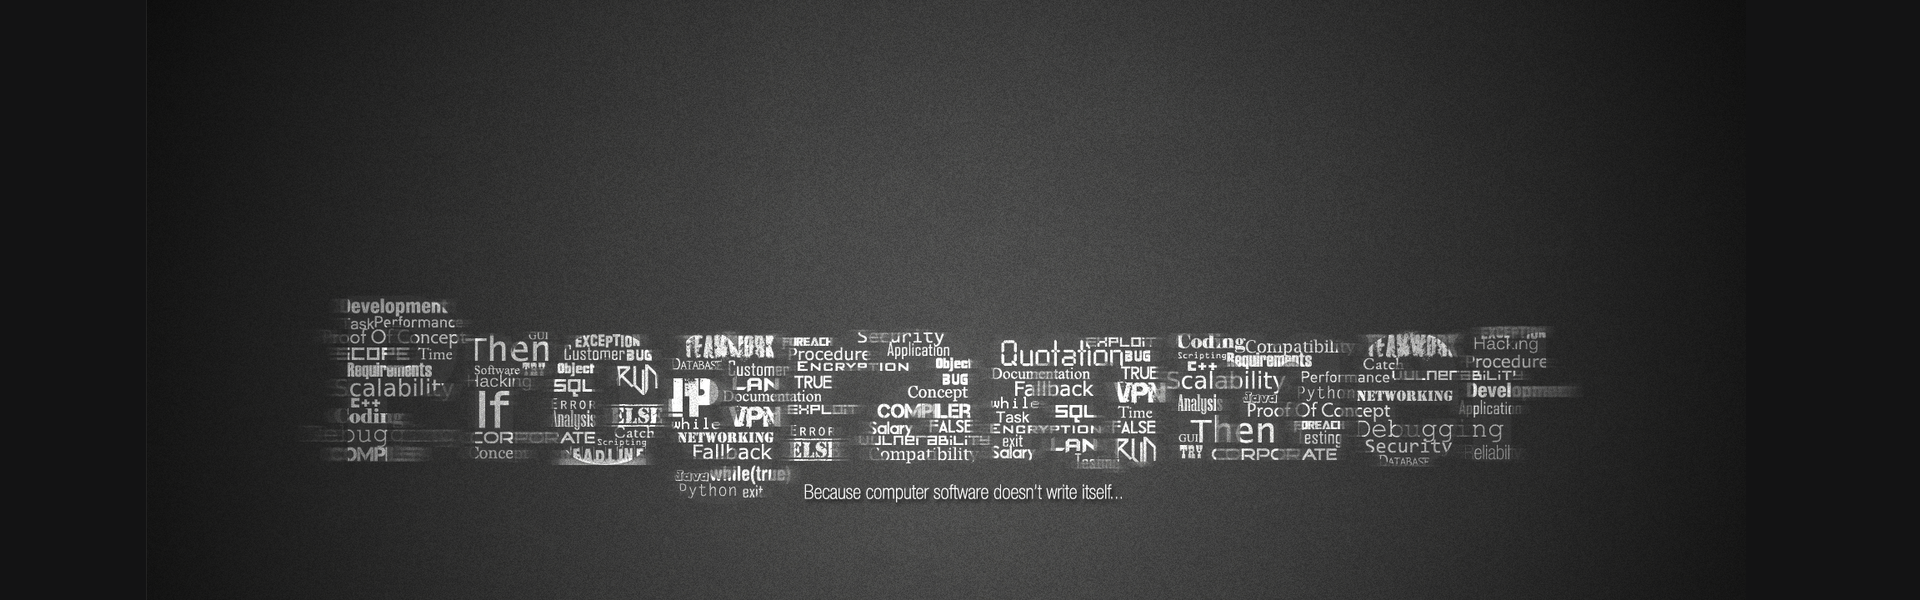 Development
Task Performance
Proof Of Concept
Time
Requirements
Scalability
C++
Coding
GUI
Then
Software TRY
Hacking
If
CORPORATE
Concept
EXCEPTION
Customer BUG
Object
SQL RUN
ERROR
Analysis ELSE
Catch
Scripting
DEADLINE
TEAMWORK
DATABASE Customer
IP LAN
Documentation
while VPN
NETWORKING
Fallback
Java while(true)
Python exit
Procedure
ENCRYPTION
TRUE
EXPLOIT
ERROR
ELSE
Security
Application
Object
BUG
Concept
COMPILER
Salary FALSE
VULNERABILITY
Compatibility
EXPLOIT
Quotation BUG
Documentation TRUE
Fallback VPN
while SQL Time
Task
ENCRYPTION FALSE
exit LAN RUN
Salary
Testing
Coding Compatibility
Scripting Requirements
C++
Scalability Performance
Java Python
Analysis Proof Of Concept
GUI Then
Testing
TRY CORPORATE
TEAMWORK
Catch
VULNERABILITY
NETWORKING
Debugging
Security
DATABASE
EXCEPTION
Hacking
Procedure
Development
Application
Because computer software doesn't write itself...